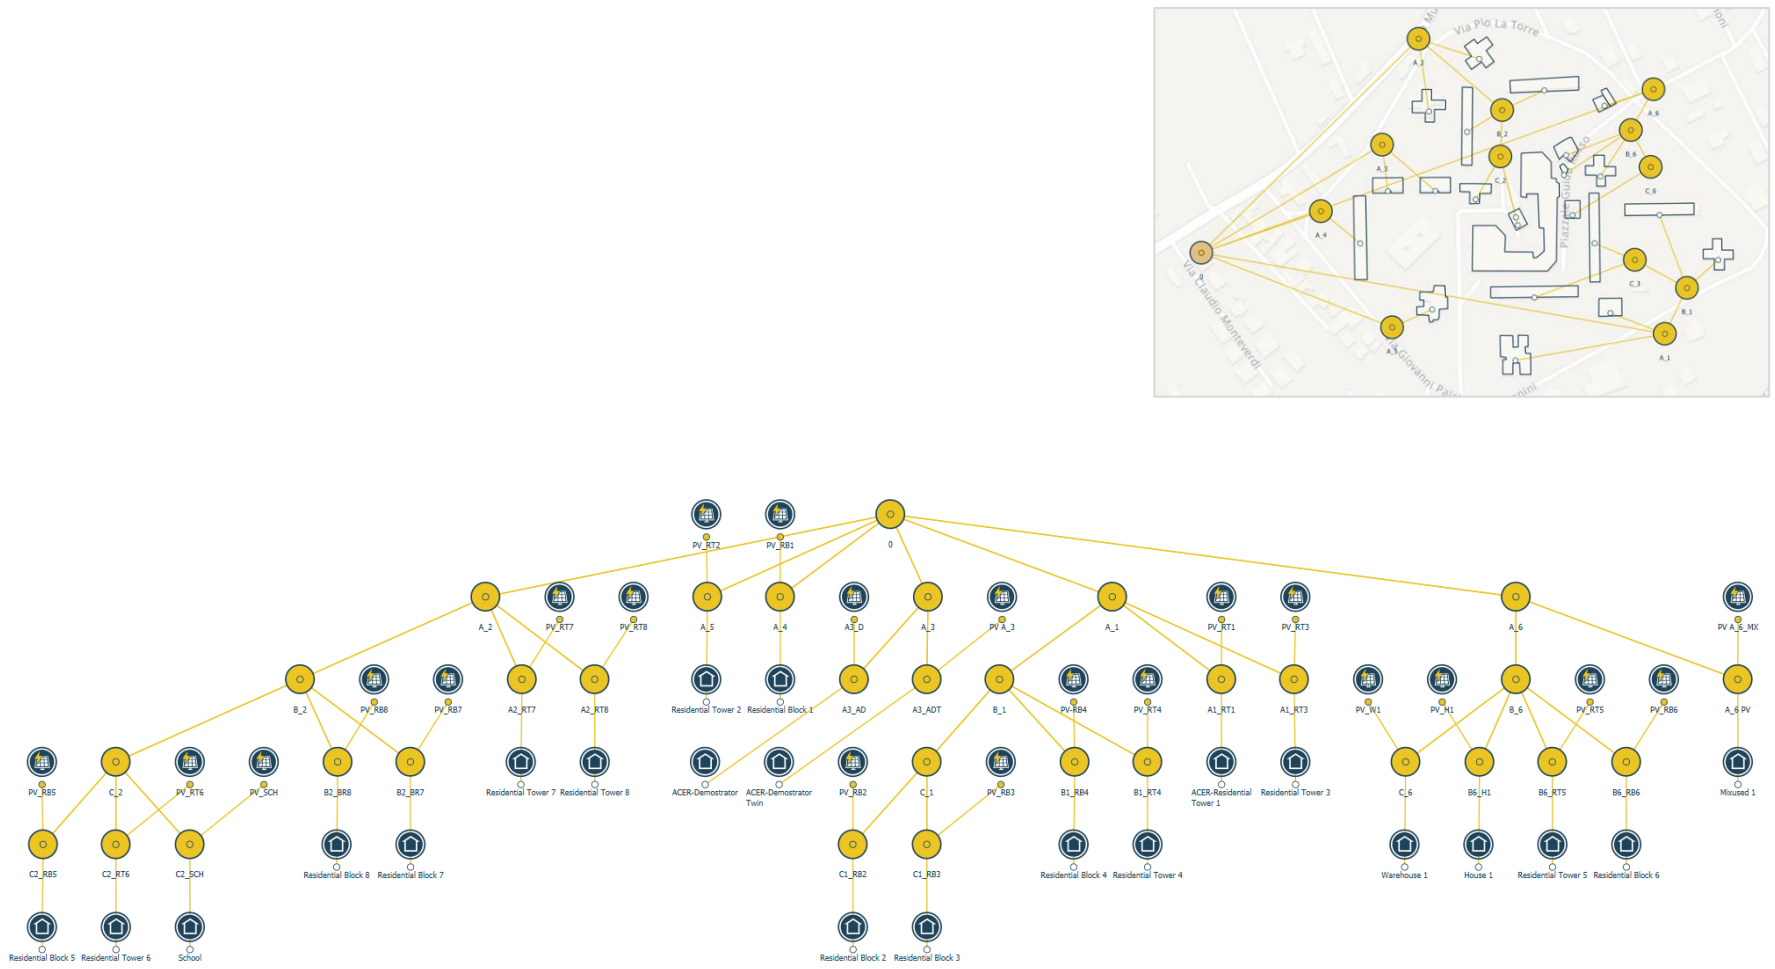 Via Pio La Torre
A_2
A_6
B_2
B_6
A_3
C_2
C_6
A_4
0
Piazzale Guido Rosso
C_3
B_1
Via Claudio Monteverdi
A_5
A_1
Via Giovanni
0
PV_RT2
PV_RB1
A_2
PV_RT7
PV_RT8
A_5
A_4
A3_D
A_3
PV A_3
A_1
PV_RT1
PV_RT3
A_6
PV A_6_MX
B_2
PV_RB8
PV_RB7
A2_RT7
A2_RT8
Residential Tower 2
Residential Block 1
A3_AD
A3_ADT
B_1
PV-RB4
PV_RT4
A1_RT1
A1_RT3
PV_W1
PV_H1
B_6
PV_RT5
PV_RB6
A_6 PV
PV_RB5
C_2
PV_RT6
PV_SCH
B2_BR8
B2_BR7
Residential Tower 7
Residential Tower 8
ACER-Demostrator
ACER-Demostrator
Twin
PV_RB2
C_1
PV_RB3
B1_RB4
B1_RT4
ACER-Residential
Tower 1
Residential Tower 3
C_6
B6_H1
B6_RT5
B6_RB6
Mixused 1
C2_RB5
C2_RT6
C2_SCH
Residential Block 8
Residential Block 7
C1_RB2
C1_RB3
Residential Block 4
Residential Tower 4
Warehouse 1
House 1
Residential Tower 5
Residential Block 6
Residential Block 5
Residential Tower 6
School
Residential Block 2
Residential Block 3